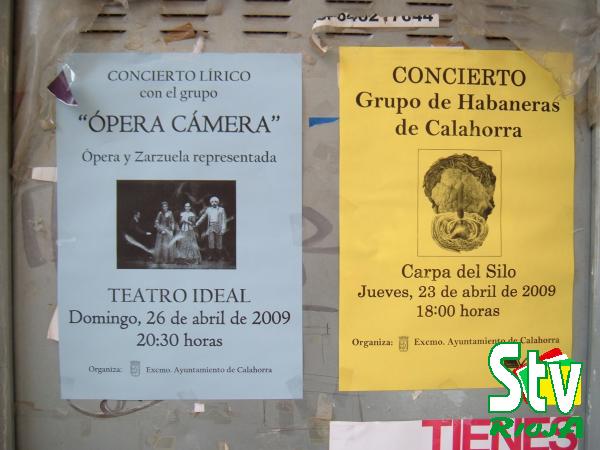 CONCIERTO LÍRICO
con el grupo
“ÓPERA CÁMERA”
Ópera y Zarzuela representada
TEATRO IDEAL
Domingo, 26 de abril de 2009
20:30 horas
Organiza: Excmo. Ayuntamiento de Calahorra
CONCIERTO
Grupo de Habaneras
de Calahorra
Carpa del Silo
Jueves, 23 de abril de 2009
18:00 horas
Organiza: Excmo. Ayuntamiento de Calahorra
TIENES
Stv
RIOJA